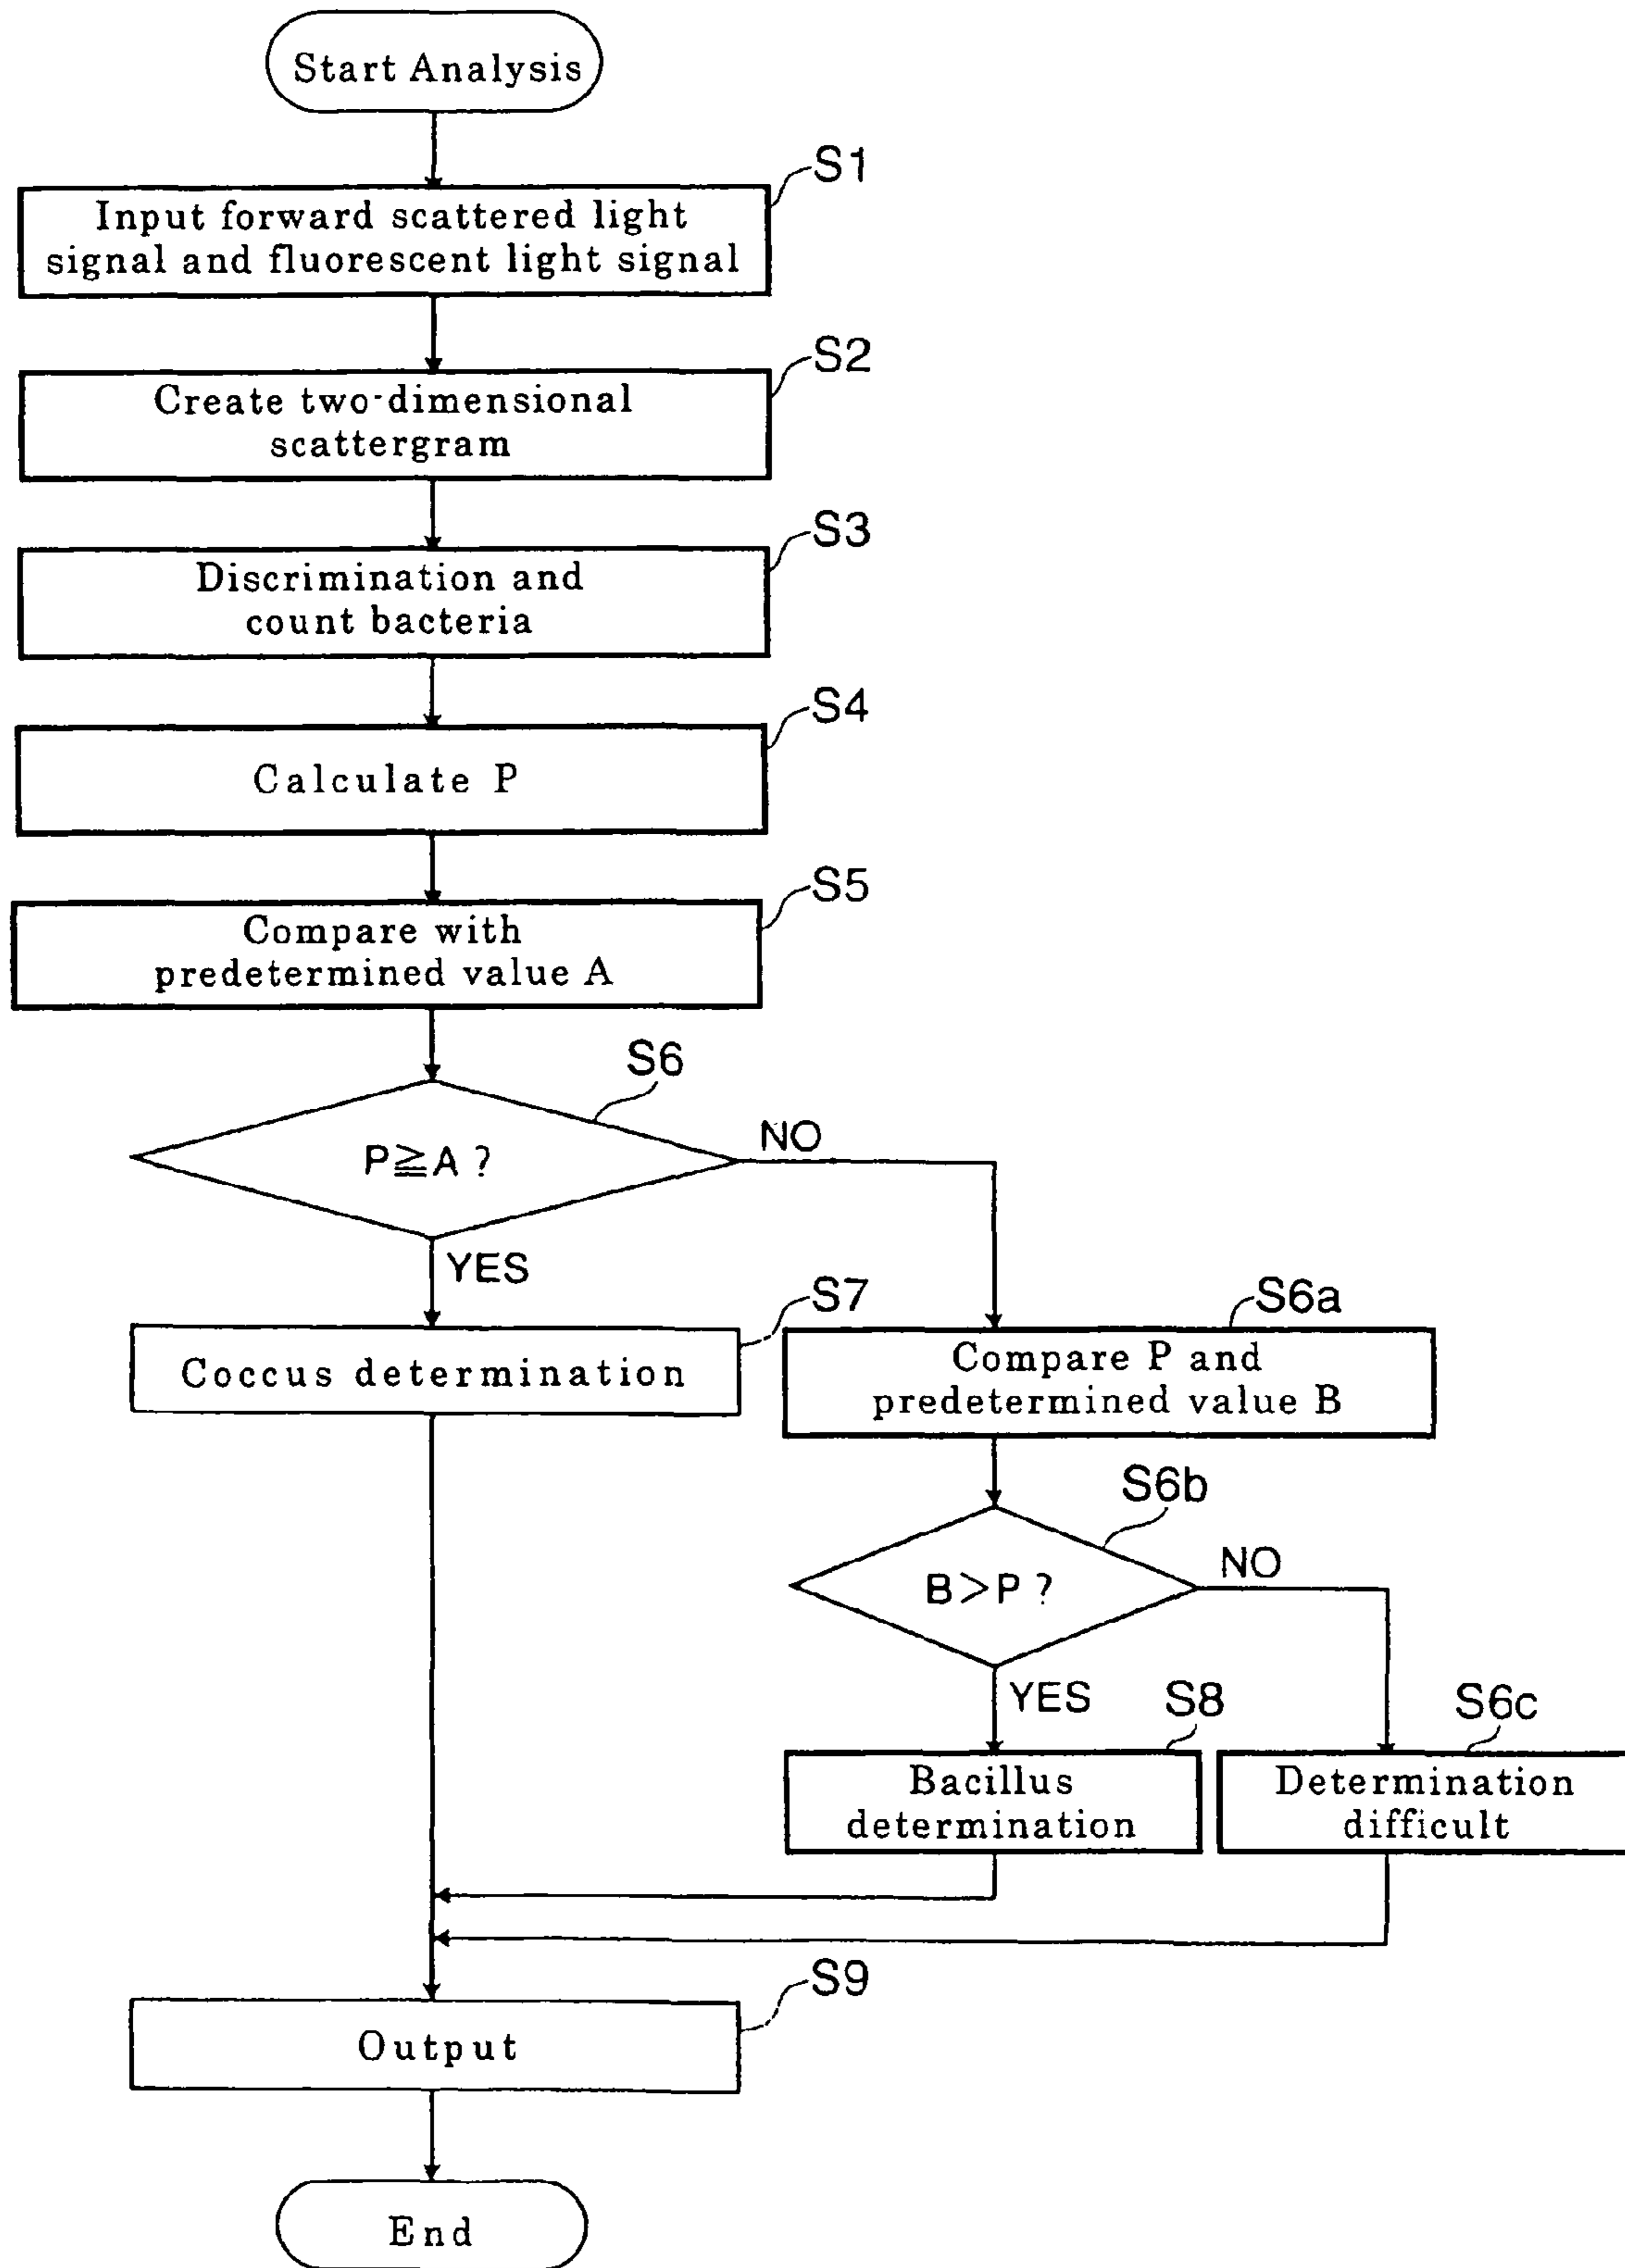 Start Analysis
S1
Input forward scattered light
signal and fluorescent light signal
S2
Create two-dimensional
scattergram
S3
Discrimination and
count bacteria
S4
Calculate P
S5
Compare with
predetermined value A
S6
P≧A ?
NO
YES
S7
Coccus determination
S6a
Compare P and
predetermined value B
S6b
B>P ?
NO
YES
S8
Bacillus
determination
S6c
Determination
difficult
S9
Output
End